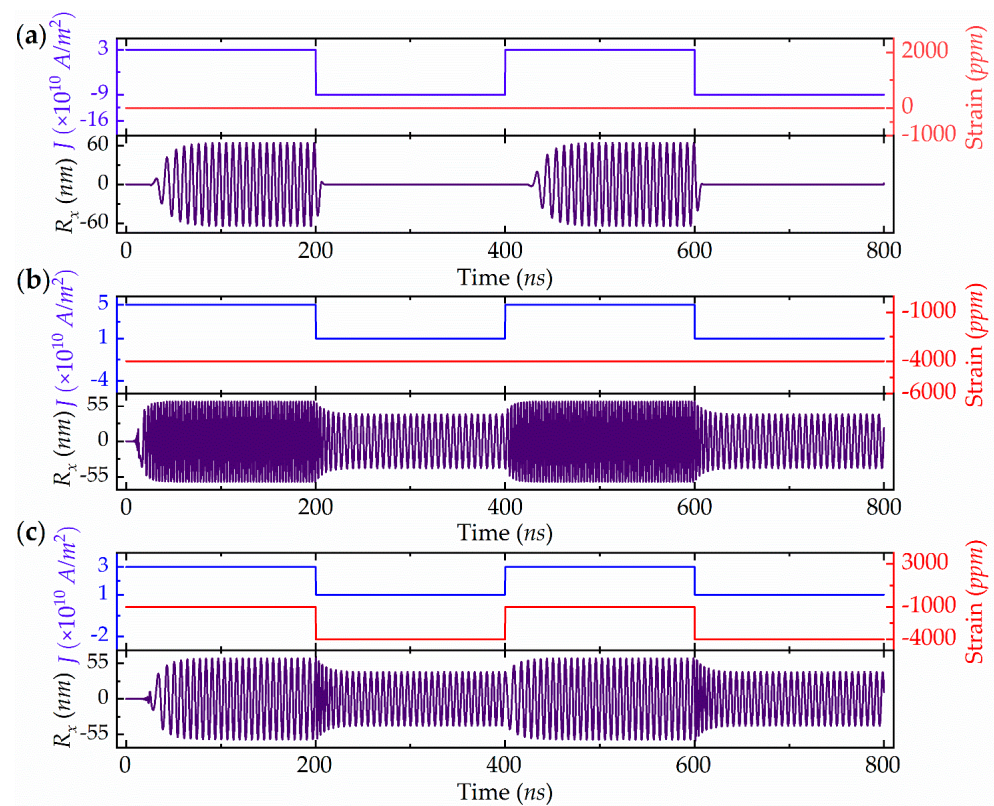 (a)
J (×10¹⁰ A/m²)
3
-9
-16
2000
1000
0
-1000
Strain (ppm)
Rₓ (nm)
60
0
-60
0 200 400 600 800
Time (ns)
(b)
J (×10¹⁰ A/m²)
5
1
-4
-1000
-4000
-6000
Strain (ppm)
Rₓ (nm)
55
0
-55
0 200 400 600 800
Time (ns)
(c)
J (×10¹⁰ A/m²)
3
1
-2
3000
-1000
-4000
Strain (ppm)
Rₓ (nm)
55
0
-55
0 200 400 600 800
Time (ns)